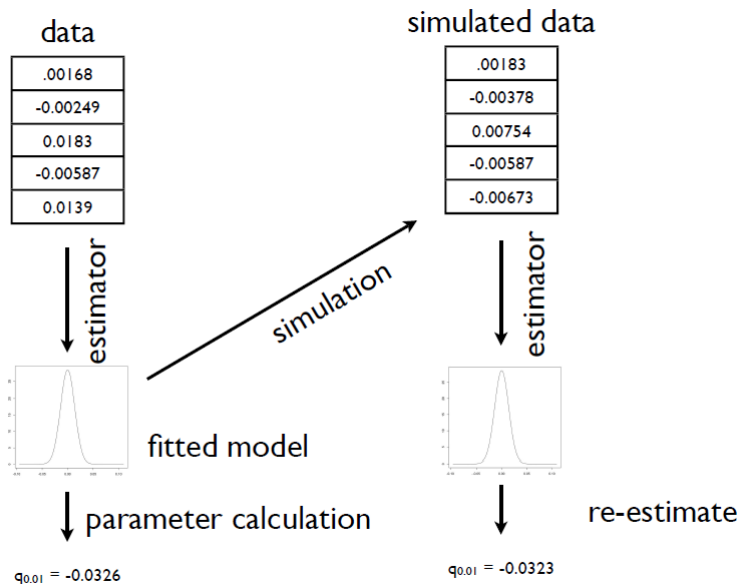 data
.00168
-0.00249
0.0183
-0.00587
0.0139
estimator
fitted model
parameter calculation
q0.01 = -0.0326
simulation
simulated data
.00183
-0.00378
0.00754
-0.00587
-0.00673
estimator
re-estimate
q0.01 = -0.0323